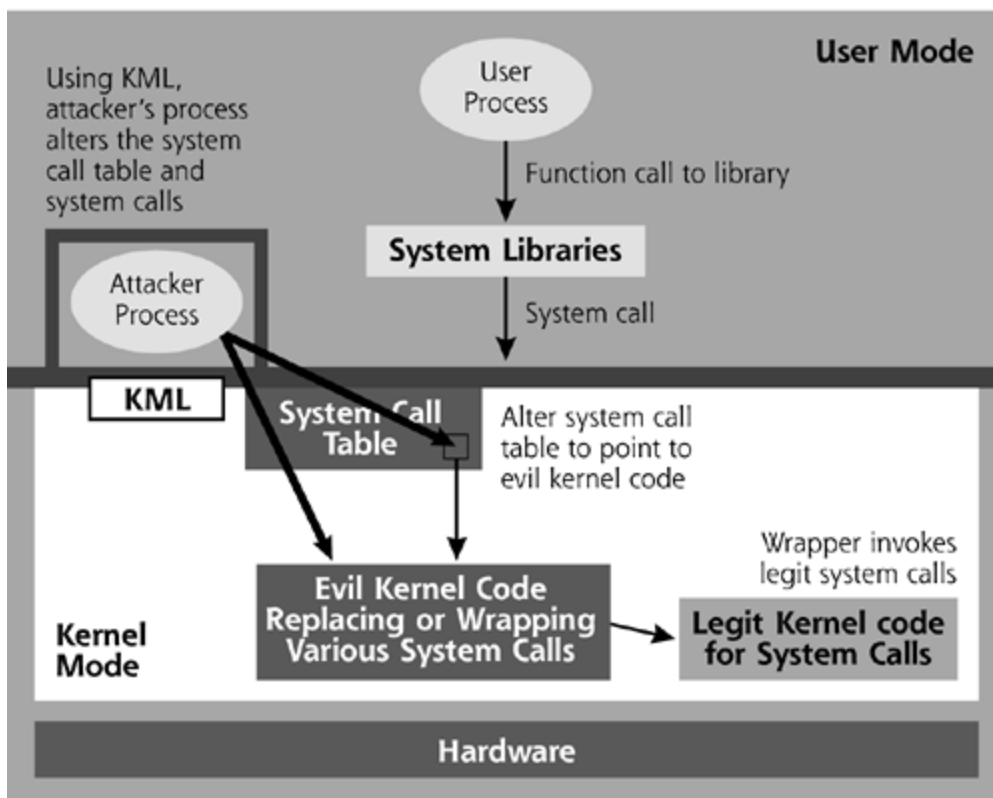 User Mode
Using KML,
attacker's process
alters the system
call table and
system calls
User
Process
Function call to library
System Libraries
Attacker
Process
System call
KML
System Call
Table
Alter system call
table to point to
evil kernel code
Wrapper invokes
legit system calls
Evil Kernel Code
Replacing or Wrapping
Various System Calls
Legit Kernel code
for System Calls
Kernel
Mode
Hardware